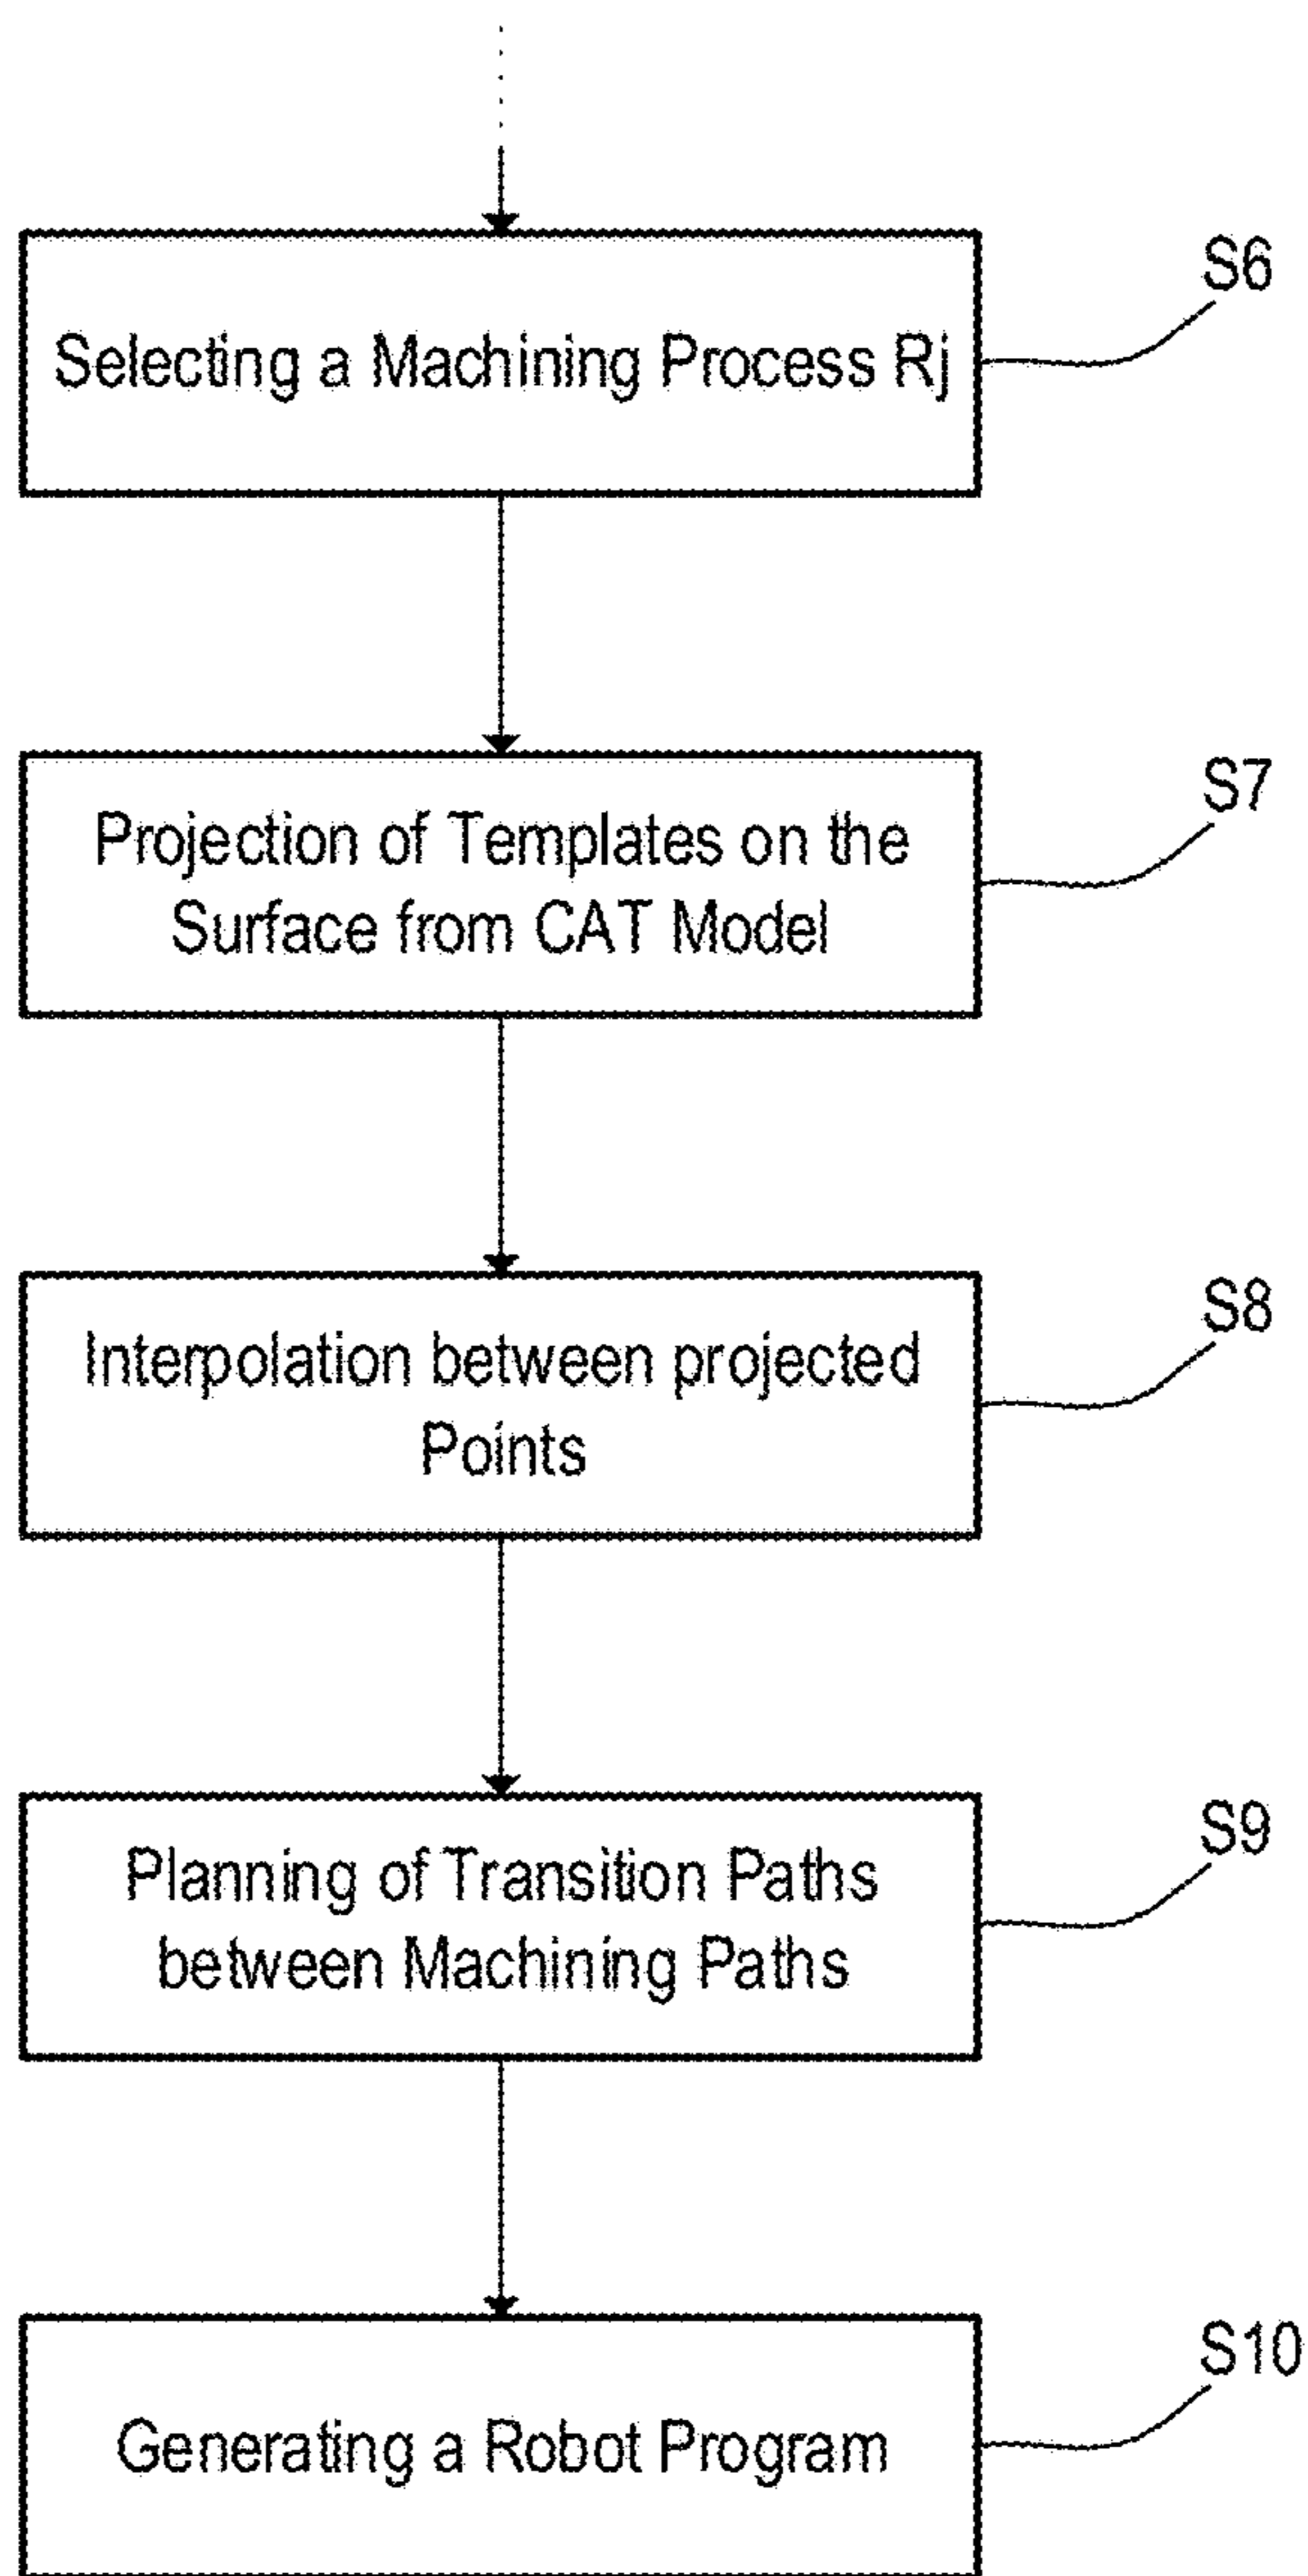 S6
Selecting a Machining Process Rj
S7
Projection of Templates on the
Surface from CAT Model
S8
Interpolation between projected
Points
S9
Planning of Transition Paths
between Machining Paths
S10
Generating a Robot Program